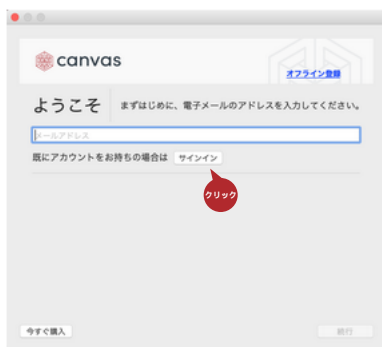 canvas
オフライン登録
ようこそ まずはじめに、電子メールのアドレスを入力してください。
メールアドレス
既にアカウントをお持ちの場合は サインイン
クリック
今すぐ購入 続行